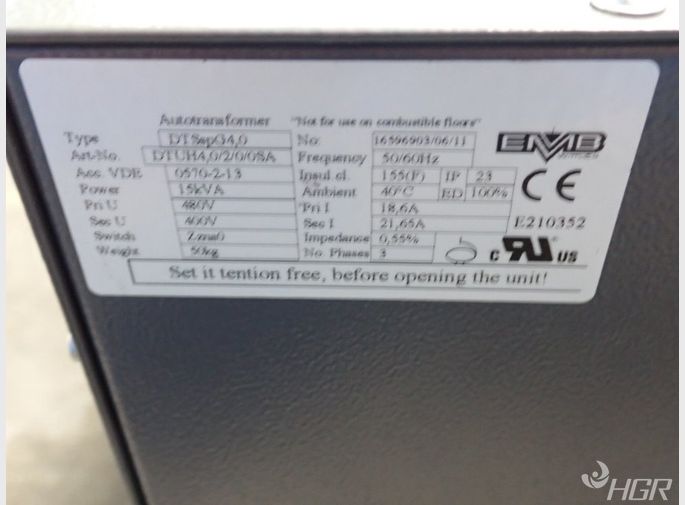 Autotransformer "Not for use on combustible floors"
Type DTSspG4,0 No: 16596903/06/11 EMB
Art-No. DTUH4,0/2/0/0SA Frequency 50/60Hz
Acc. VDE 0570-2-13 Insul.cl. 155(F) IP 23 CE
Power 15kVA Ambient 40°C ED 100%
Pri U 480V Pri I 18,6A
Sec U 400V Sec I 21,65A E210352
Switch Impedance 0,55%
Weight 50kg No. Phases 3 c RU US
Set it tention free, before opening the unit!
HGR